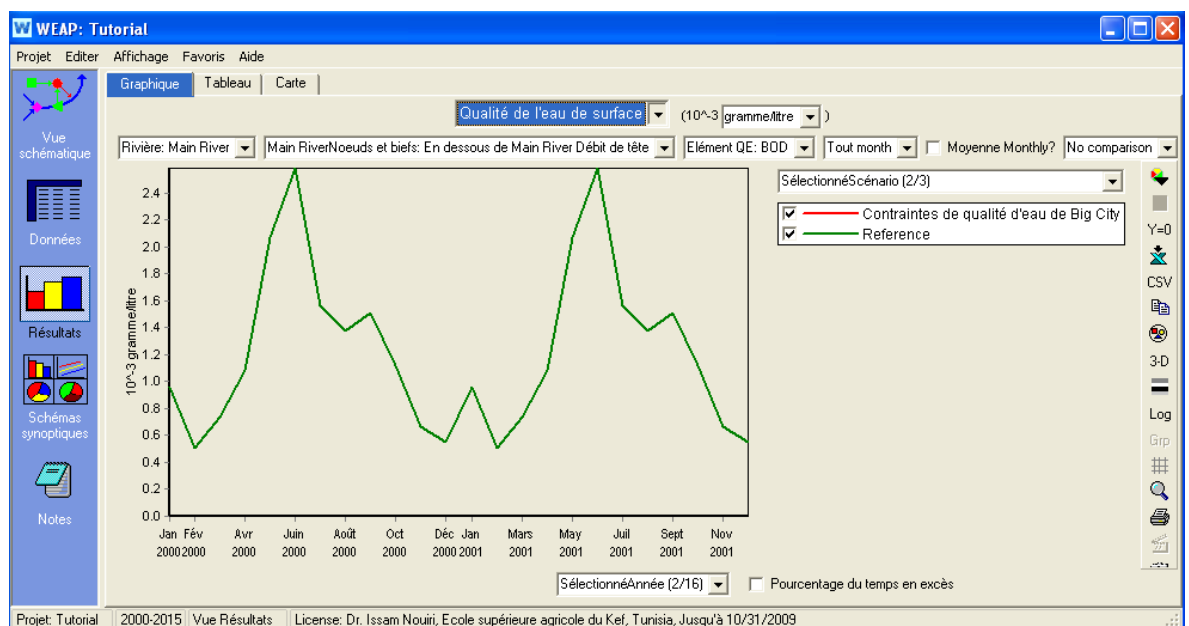 WEAP: Tutorial
Projet Editer Affichage Favoris Aide
Graphique Tableau Carte
Qualité de l'eau de surface (10^-3 gramme/litre )
Rivière: Main River Main RiverNoeuds et biefs: En dessous de Main River Débit de tête Elément QE: BOD Tout month Moyenne Monthly? No comparison
SélectionnéScénario (2/3)
Contraintes de qualité d'eau de Big City
Reference
Vue schématique
Données
Résultats
Schémas synoptiques
Notes
10^-3 gramme/litre
2.4
2.2
2.0
1.8
1.6
1.4
1.2
1.0
0.8
0.6
0.4
0.2
0.0
Jan Fév Avr Juin Août Oct Déc Jan Mars May Juil Sept Nov
2000 2000 2000 2000 2000 2000 2000 2001 2001 2001 2001 2001 2001
Y=0
CSV
3-D
Log
Grp
SélectionnéAnnée (2/16) Pourcentage du temps en excès
Projet: Tutorial 2000-2015 Vue Résultats License: Dr. Issam Nouiri, Ecole supérieure agricole du Kef, Tunisia, Jusqu'à 10/31/2009